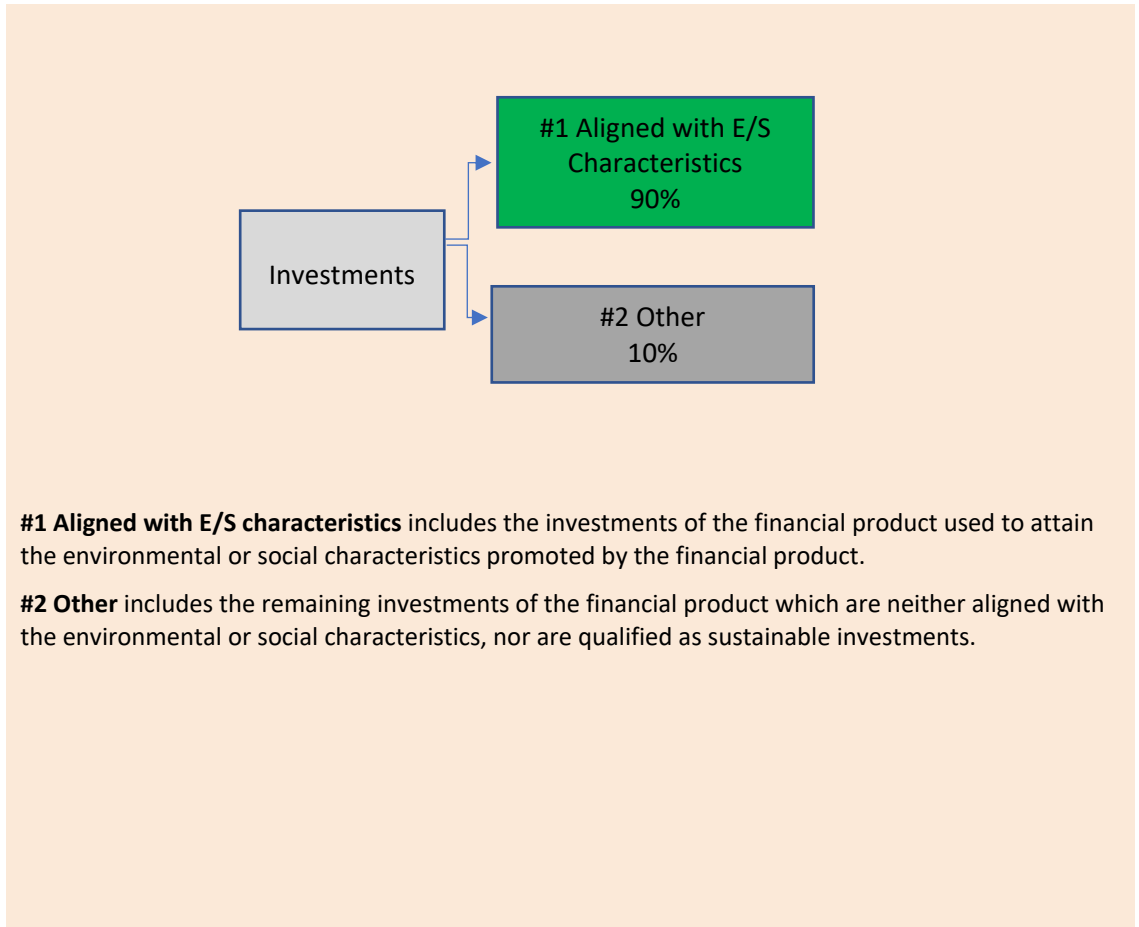 #1 Aligned with E/S
Characteristics
90%
Investments
#2 Other
10%
#1 Aligned with E/S characteristics includes the investments of the financial product used to attain
the environmental or social characteristics promoted by the financial product.
#2 Other includes the remaining investments of the financial product which are neither aligned with
the environmental or social characteristics, nor are qualified as sustainable investments.